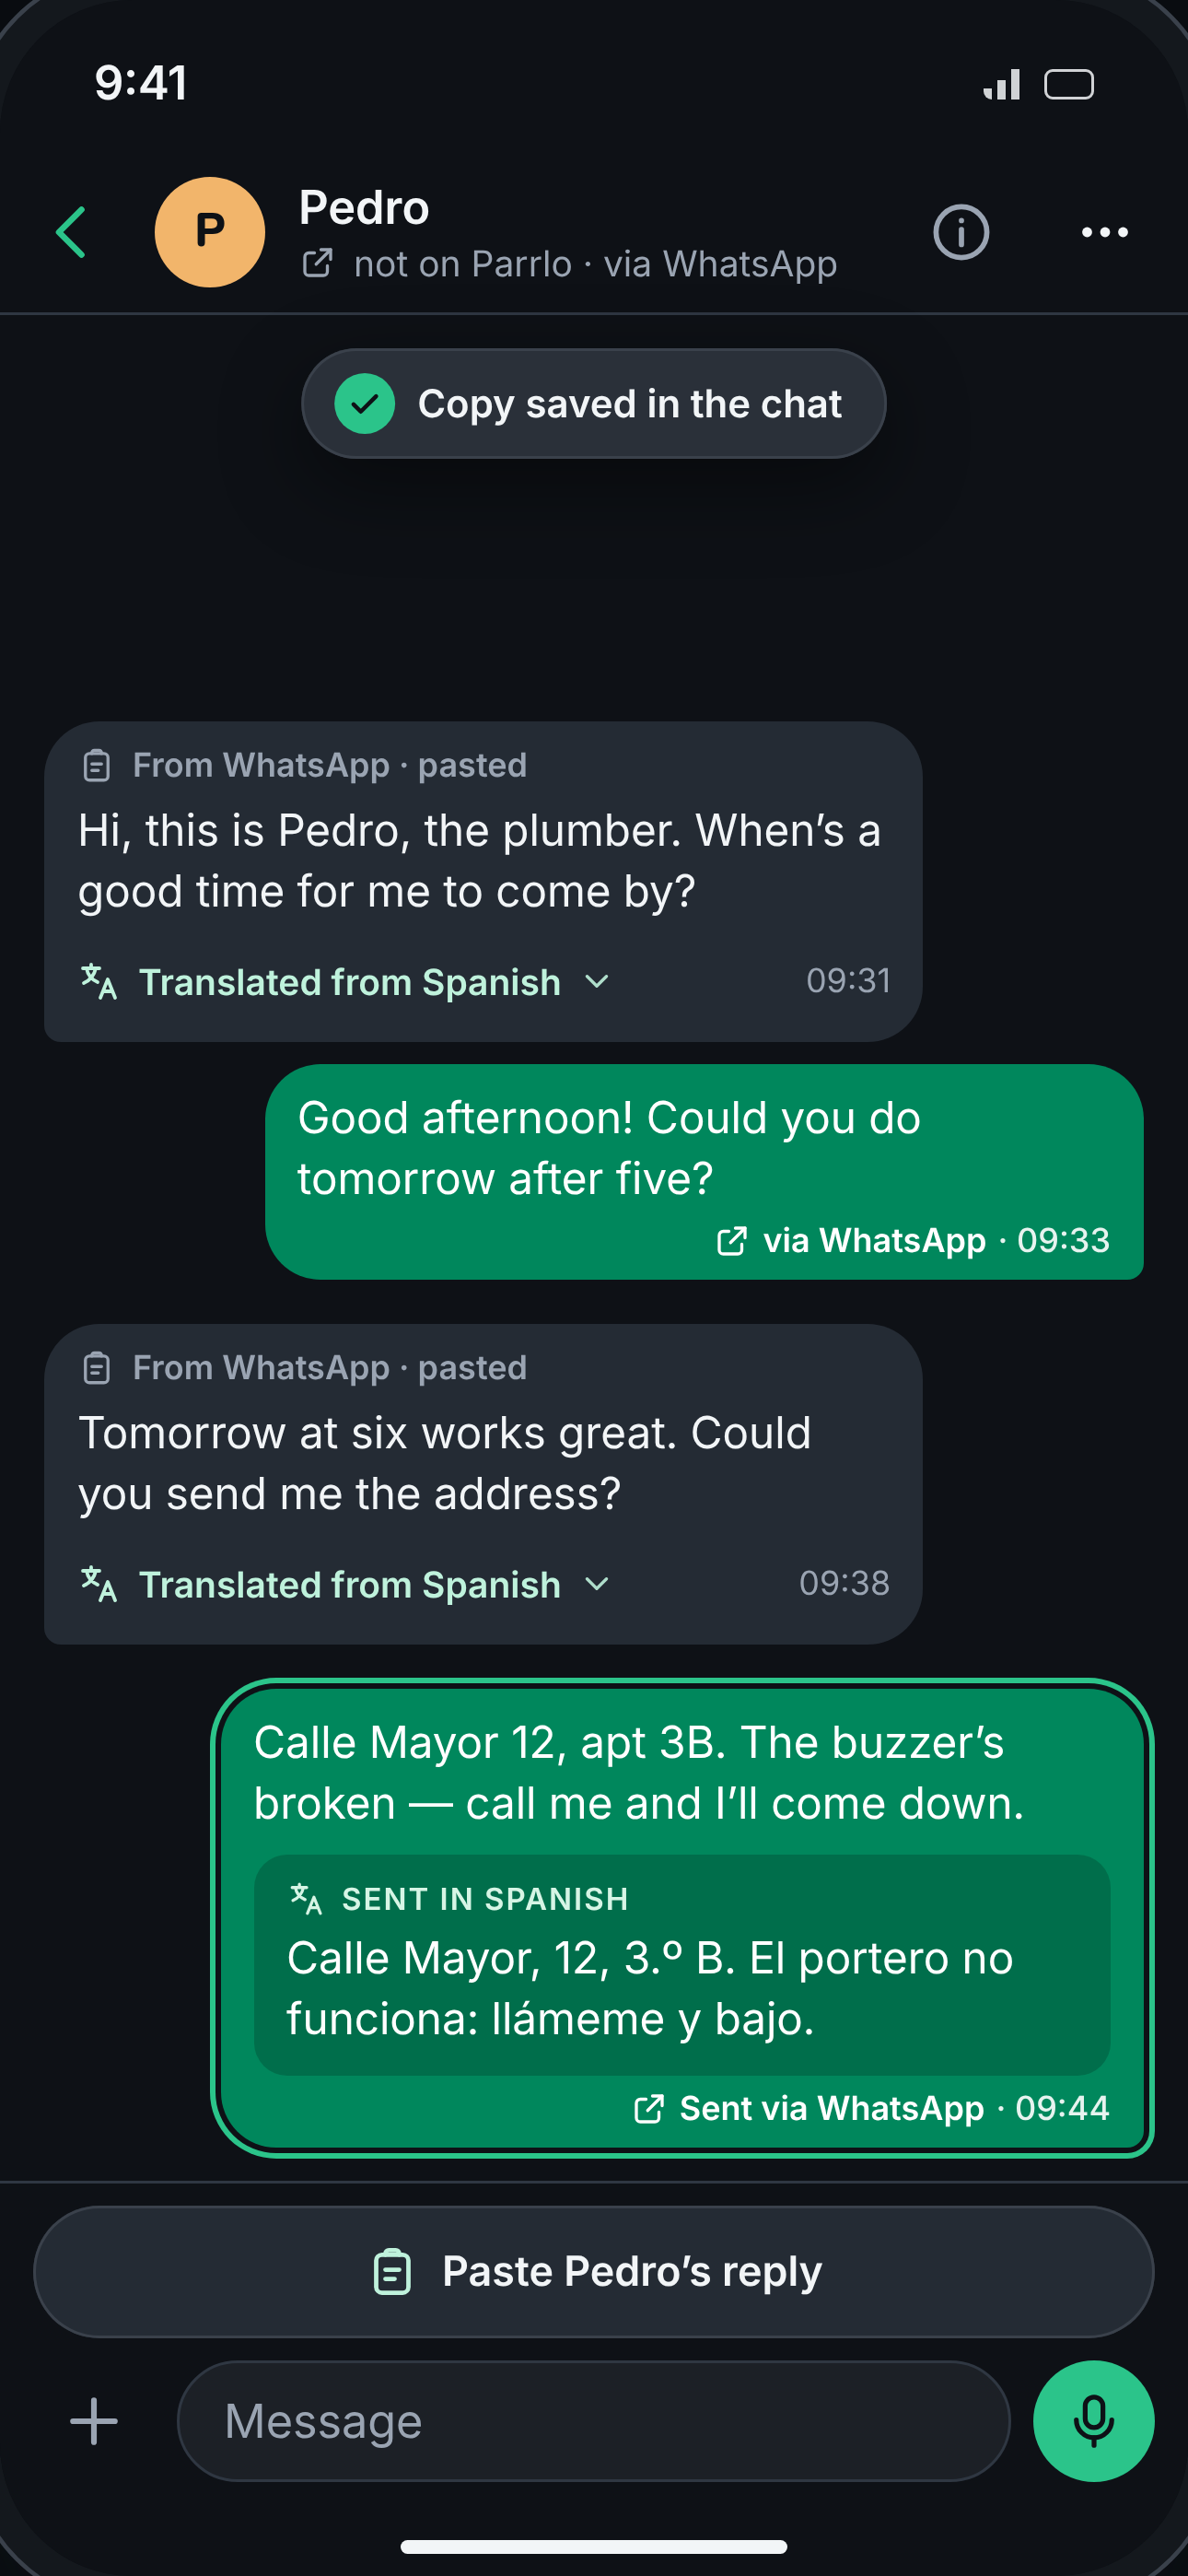 9:41
P
Pedro
not on Parrlo · via WhatsApp
Copy saved in the chat
From WhatsApp · pasted
Hi, this is Pedro, the plumber. When’s a
good time for me to come by?
Translated from Spanish
09:31
Good afternoon! Could you do
tomorrow after five?
via WhatsApp · 09:33
From WhatsApp · pasted
Tomorrow at six works great. Could
you send me the address?
Translated from Spanish
09:38
Calle Mayor 12, apt 3B. The buzzer’s
broken — call me and I’ll come down.
SENT IN SPANISH
Calle Mayor, 12, 3.º B. El portero no
funciona: llámeme y bajo.
Sent via WhatsApp · 09:44
Paste Pedro’s reply
Message